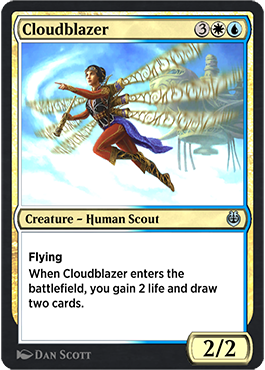 Cloudblazer 3
Creature – Human Scout
Flying
When Cloudblazer enters the
battlefield, you gain 2 life and draw
two cards.
Dan Scott 2/2